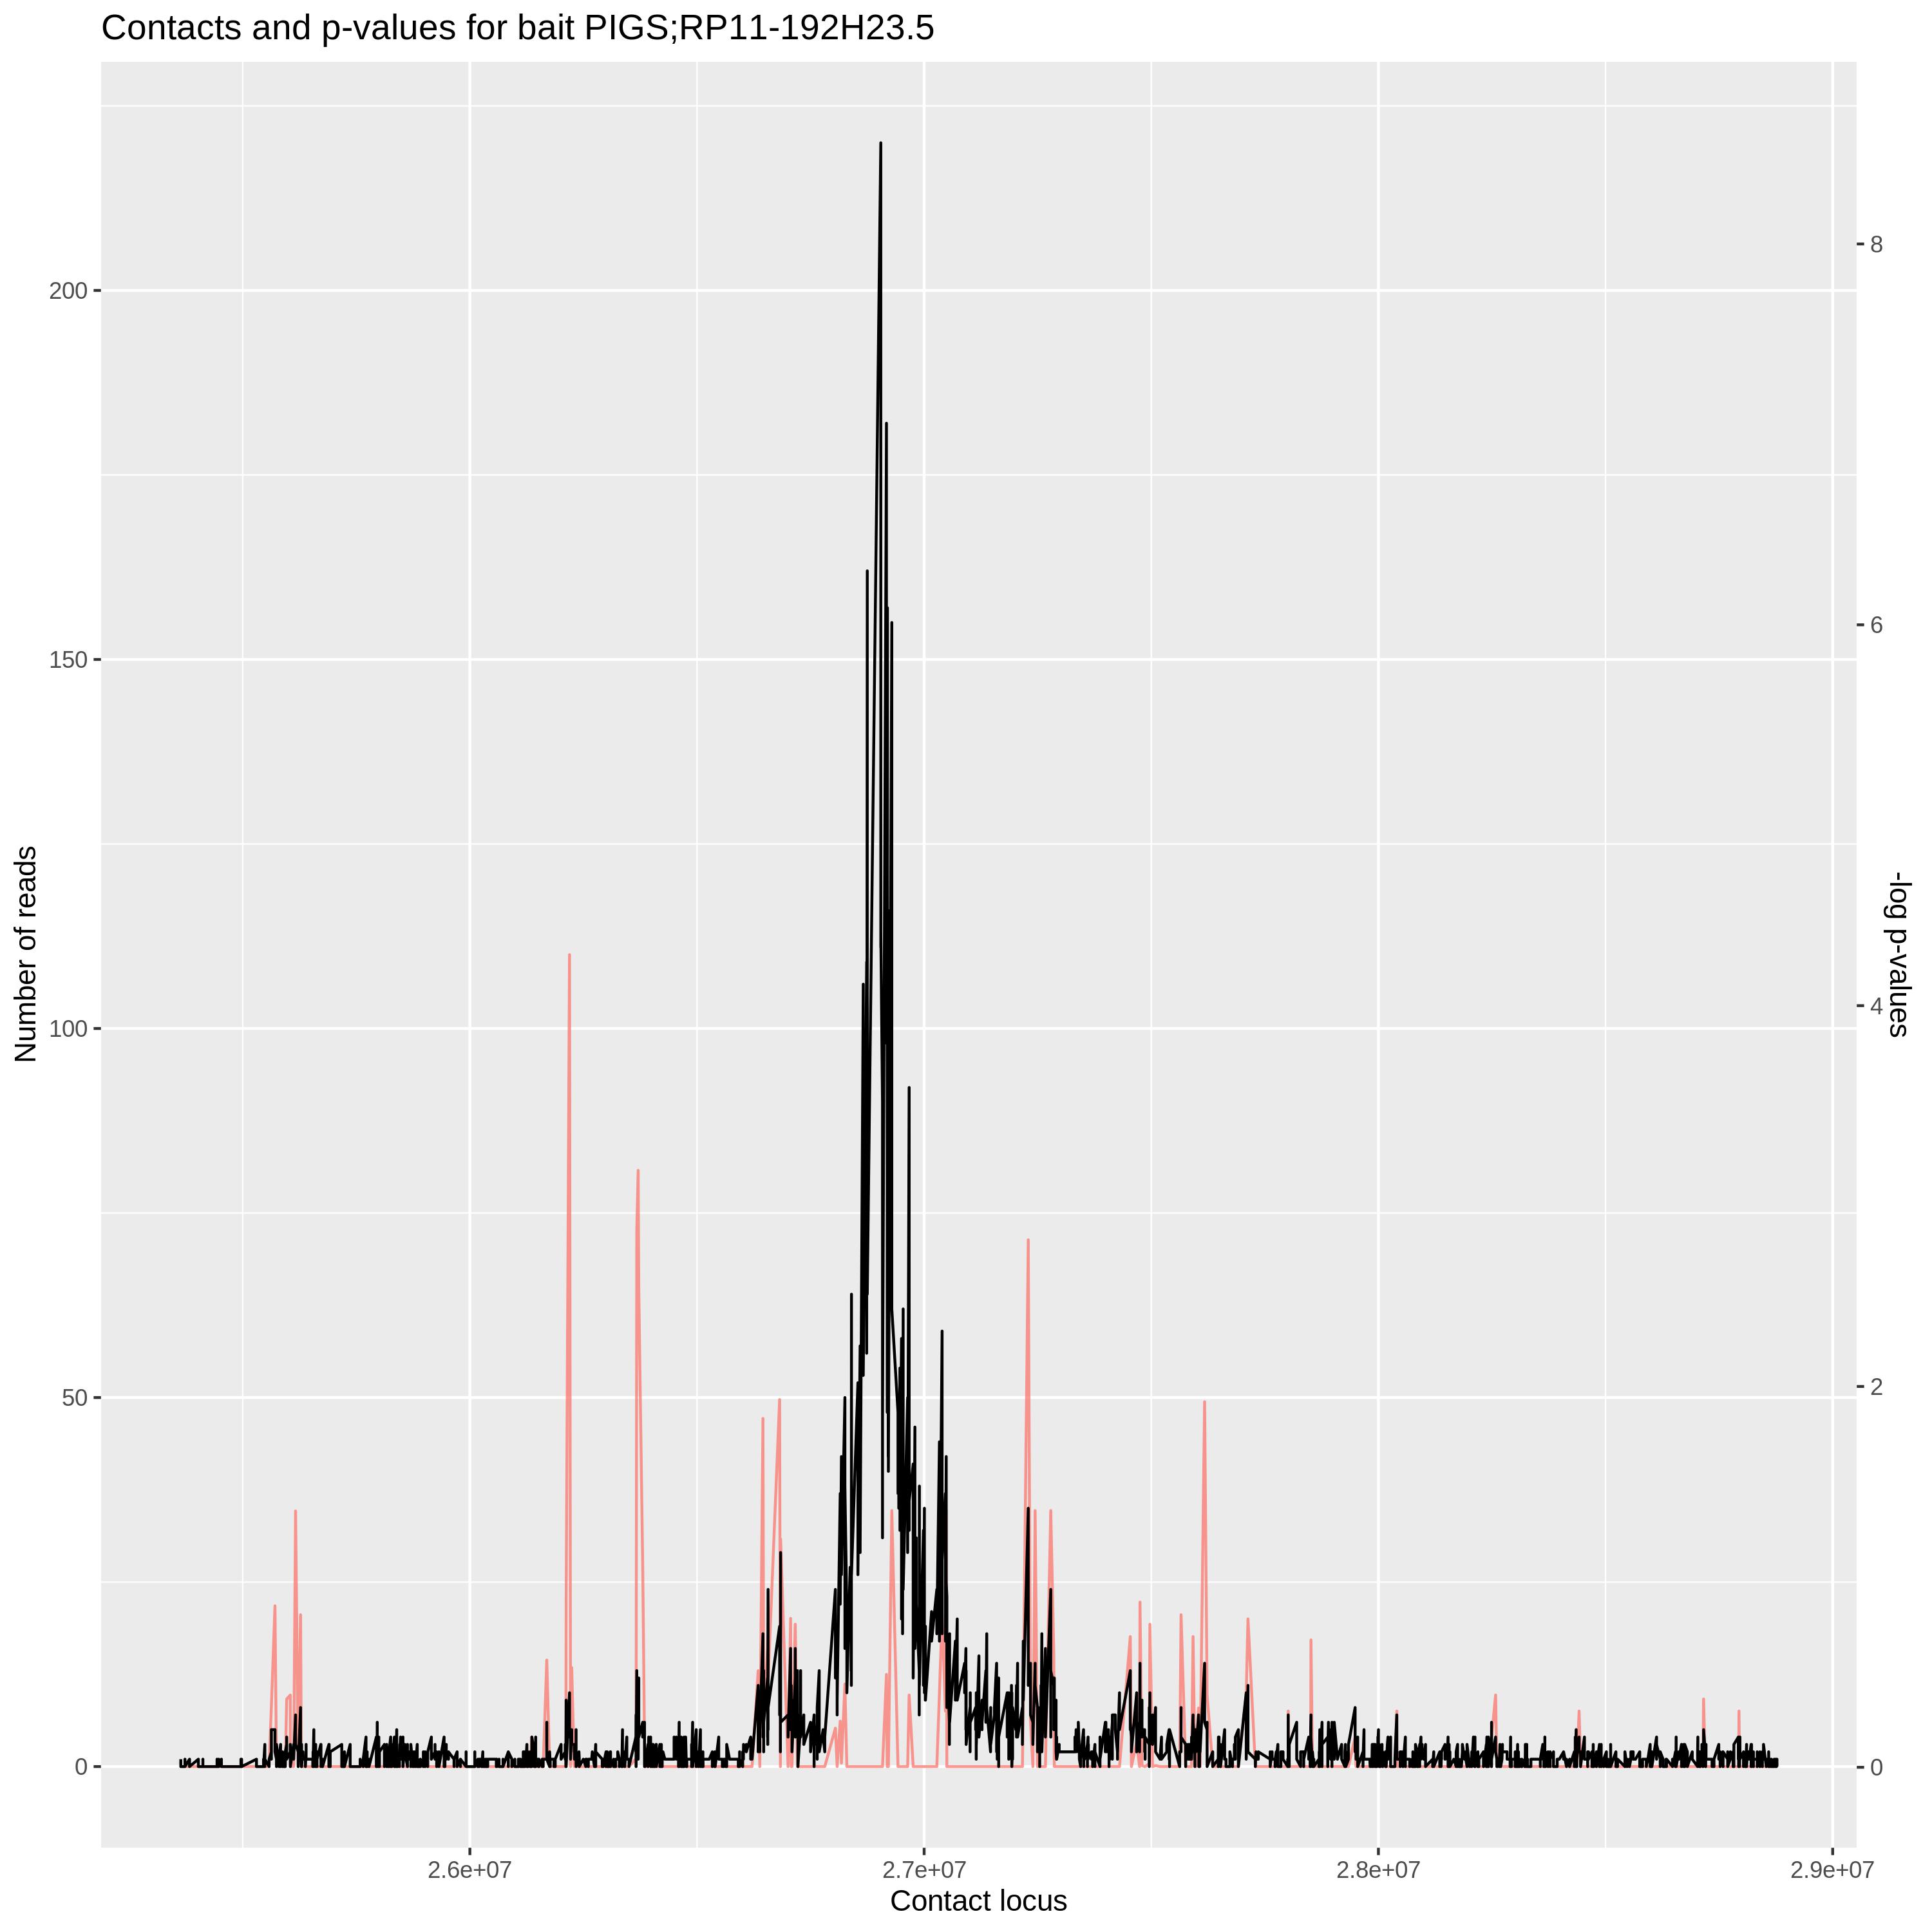 Contacts and p-values for bait PIGS;RP11-192H23.5
Number of reads
200
150
100
50
0
8
6
4
2
0
-log p-values
2.6e+07
2.7e+07
2.8e+07
2.9e+07
Contact locus